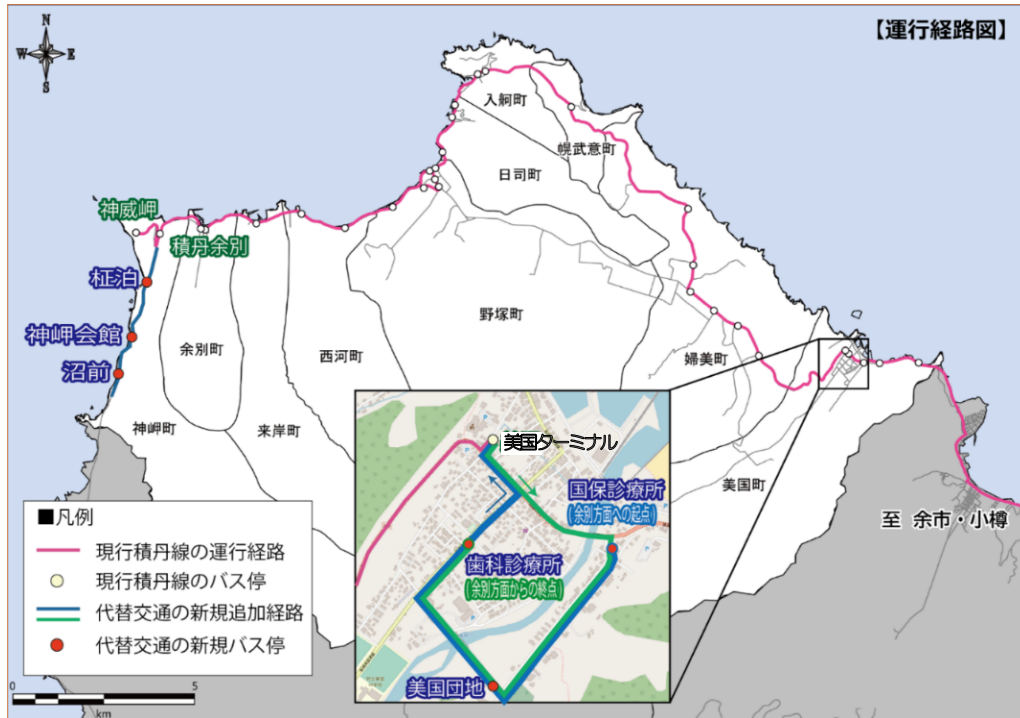 【運行経路図】
N
W E
S
入舸町
幌武意町
日司町
神威岬
積丹余別
柾泊
野塚町
神岬会館
余別町
西河町
婦美町
沼前
神岬町
来岸町
美国町
美国ターミナル
国保診療所
(余別方面への起点)
至 余市・小樽
歯科診療所
(余別方面からの終点)
美国団地
■凡例
現行積丹線の運行経路
現行積丹線のバス停
代替交通の新規追加経路
代替交通の新規バス停
0 5
km